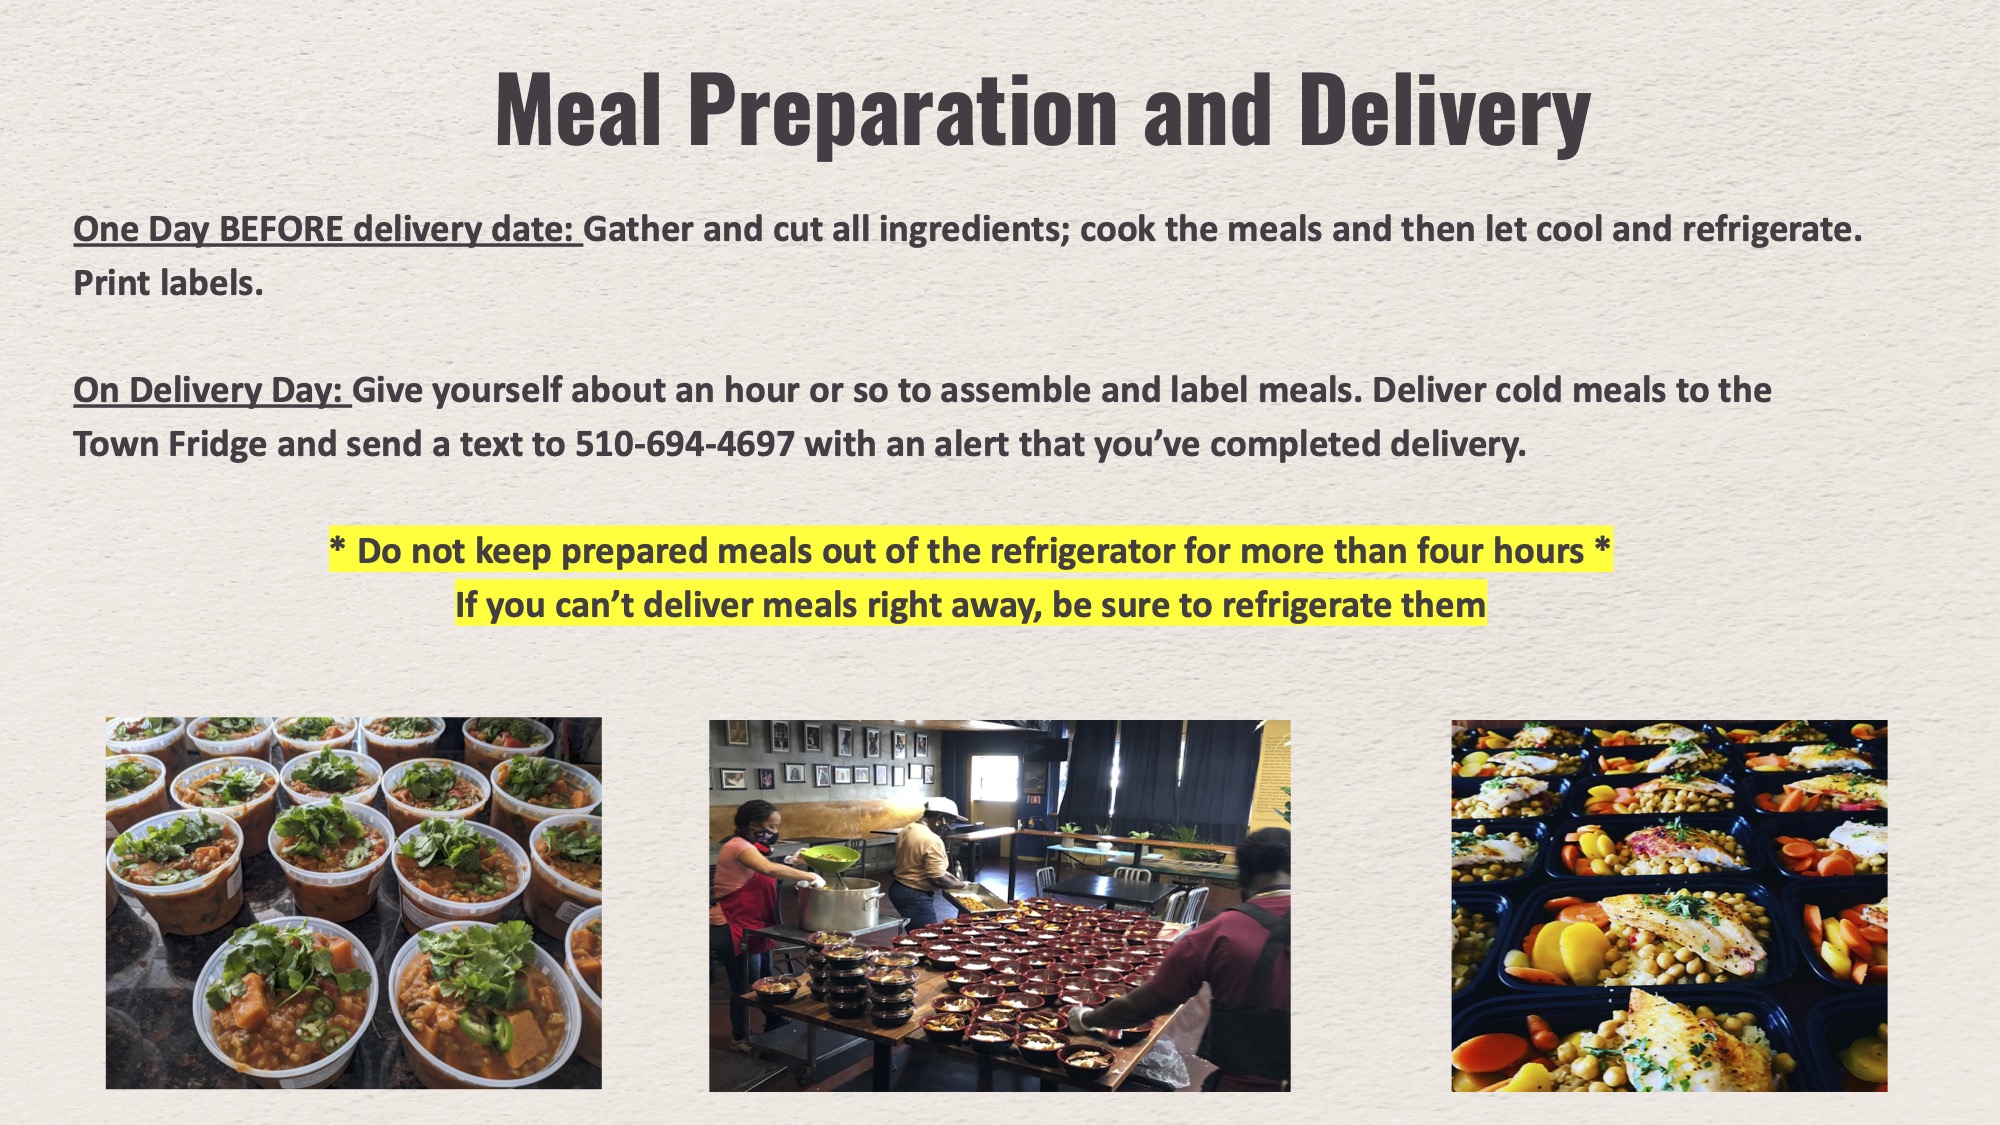 Meal Preparation and Delivery
One Day BEFORE delivery date: Gather and cut all ingredients; cook the meals and then let cool and refrigerate.
Print labels.
On Delivery Day: Give yourself about an hour or so to assemble and label meals. Deliver cold meals to the
Town Fridge and send a text to 510-694-4697 with an alert that you’ve completed delivery.
* Do not keep prepared meals out of the refrigerator for more than four hours *
If you can’t deliver meals right away, be sure to refrigerate them